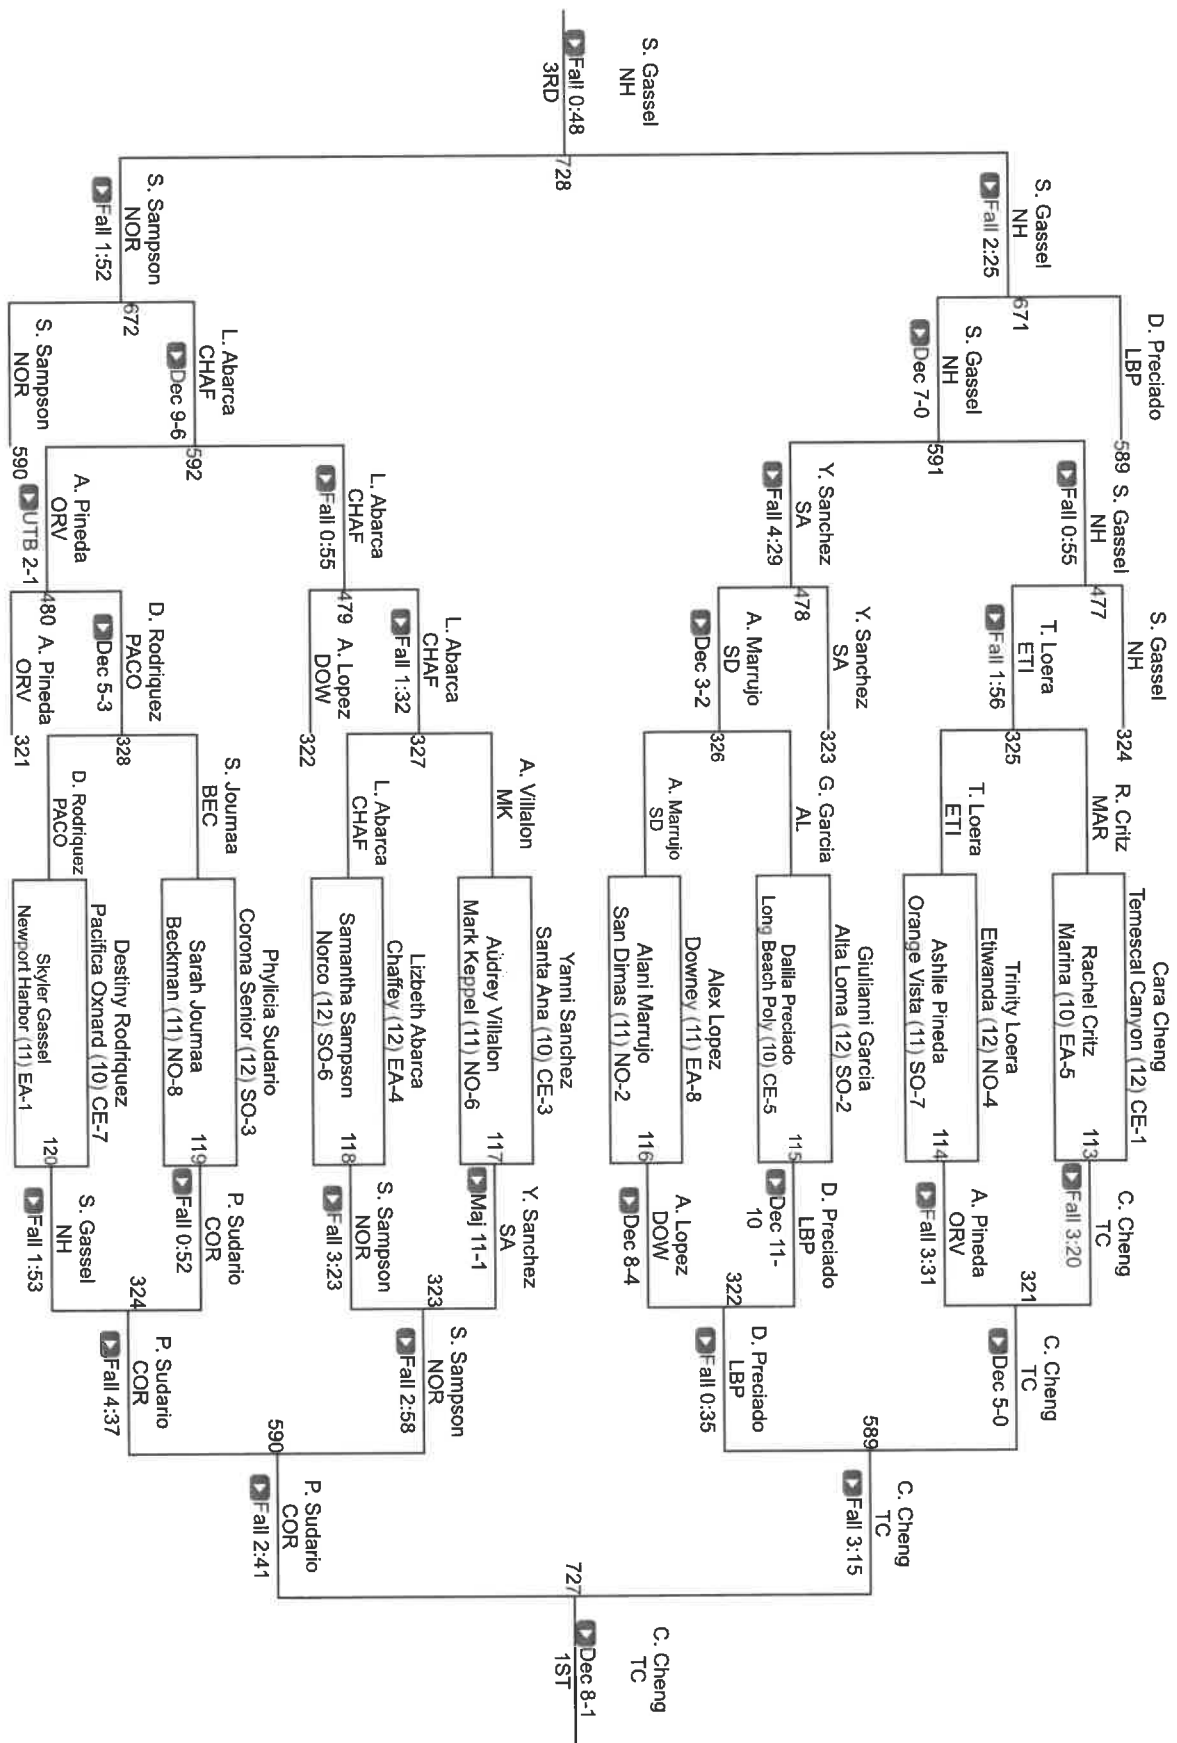 S. Gassel
NH
Fall 0:48
3RD
728
S. Gassel
NH
Fall 2:25
S. Sampson
NOR
Fall 1:52
671
672
D. Preciado
LBP
589
S. Gassel
NH
Dec 7-0
L. Abarca
CHAF
Dec 9-6
S. Sampson
NOR
590
591
592
S. Gassel
NH
Fall 0:55
Y. Sanchez
SA
Fall 4:29
L. Abarca
CHAF
Fall 0:55
A. Pineda
ORV
UTB 2-1
477
478
479
480
S. Gassel
NH
324
T. Loera
ETI
Fall 1:56
Y. Sanchez
SA
323
A. Marrujo
SD
Dec 3-2
L. Abarca
CHAF
Fall 1:32
A. Lopez
DOW
322
D. Rodriquez
PACO
Dec 5-3
A. Pineda
ORV
321
325
326
327
328
R. Critz
MAR
T. Loera
ETI
G. Garcia
AL
A. Marrujo
SD
A. Villalon
MK
L. Abarca
CHAF
S. Joumaa
BEC
D. Rodriquez
PACO
Cara Cheng
Temescal Canyon (12) CE-1
Rachel Critz
Marina (10) EA-5
113
Trinity Loera
Etiwanda (12) NO-4
Ashlie Pineda
Orange Vista (11) SO-7
114
Giulianni Garcia
Alta Loma (12) SO-2
Dalila Preciado
Long Beach Poly (10) CE-5
115
Alex Lopez
Downey (11) EA-8
Alani Marrujo
San Dimas (11) NO-2
116
Yanni Sanchez
Santa Ana (10) CE-3
Audrey Villalon
Mark Keppel (11) NO-6
117
Lizbeth Abarca
Chaffey (12) EA-4
Samantha Sampson
Norco (12) SO-6
118
Phylicia Sudario
Corona Senior (12) SO-3
Sarah Joumaa
Beckman (11) NO-8
119
Destiny Rodriquez
Pacifica Oxnard (10) CE-7
Skyler Gassel
Newport Harbor (11) EA-1
120
C. Cheng
TC
Fall 3:20
A. Pineda
ORV
Fall 3:31
D. Preciado
LBP
Dec 11-
10
A. Lopez
DOW
Dec 8-4
Y. Sanchez
SA
Maj 11-1
S. Sampson
NOR
Fall 3:23
P. Sudario
COR
Fall 0:52
S. Gassel
NH
Fall 1:53
321
322
323
324
C. Cheng
TC
Dec 5-0
D. Preciado
LBP
Fall 0:35
S. Sampson
NOR
Fall 2:58
P. Sudario
COR
Fall 4:37
589
590
C. Cheng
TC
Fall 3:15
P. Sudario
COR
Fall 2:41
727
C. Cheng
TC
Dec 8-1
1ST